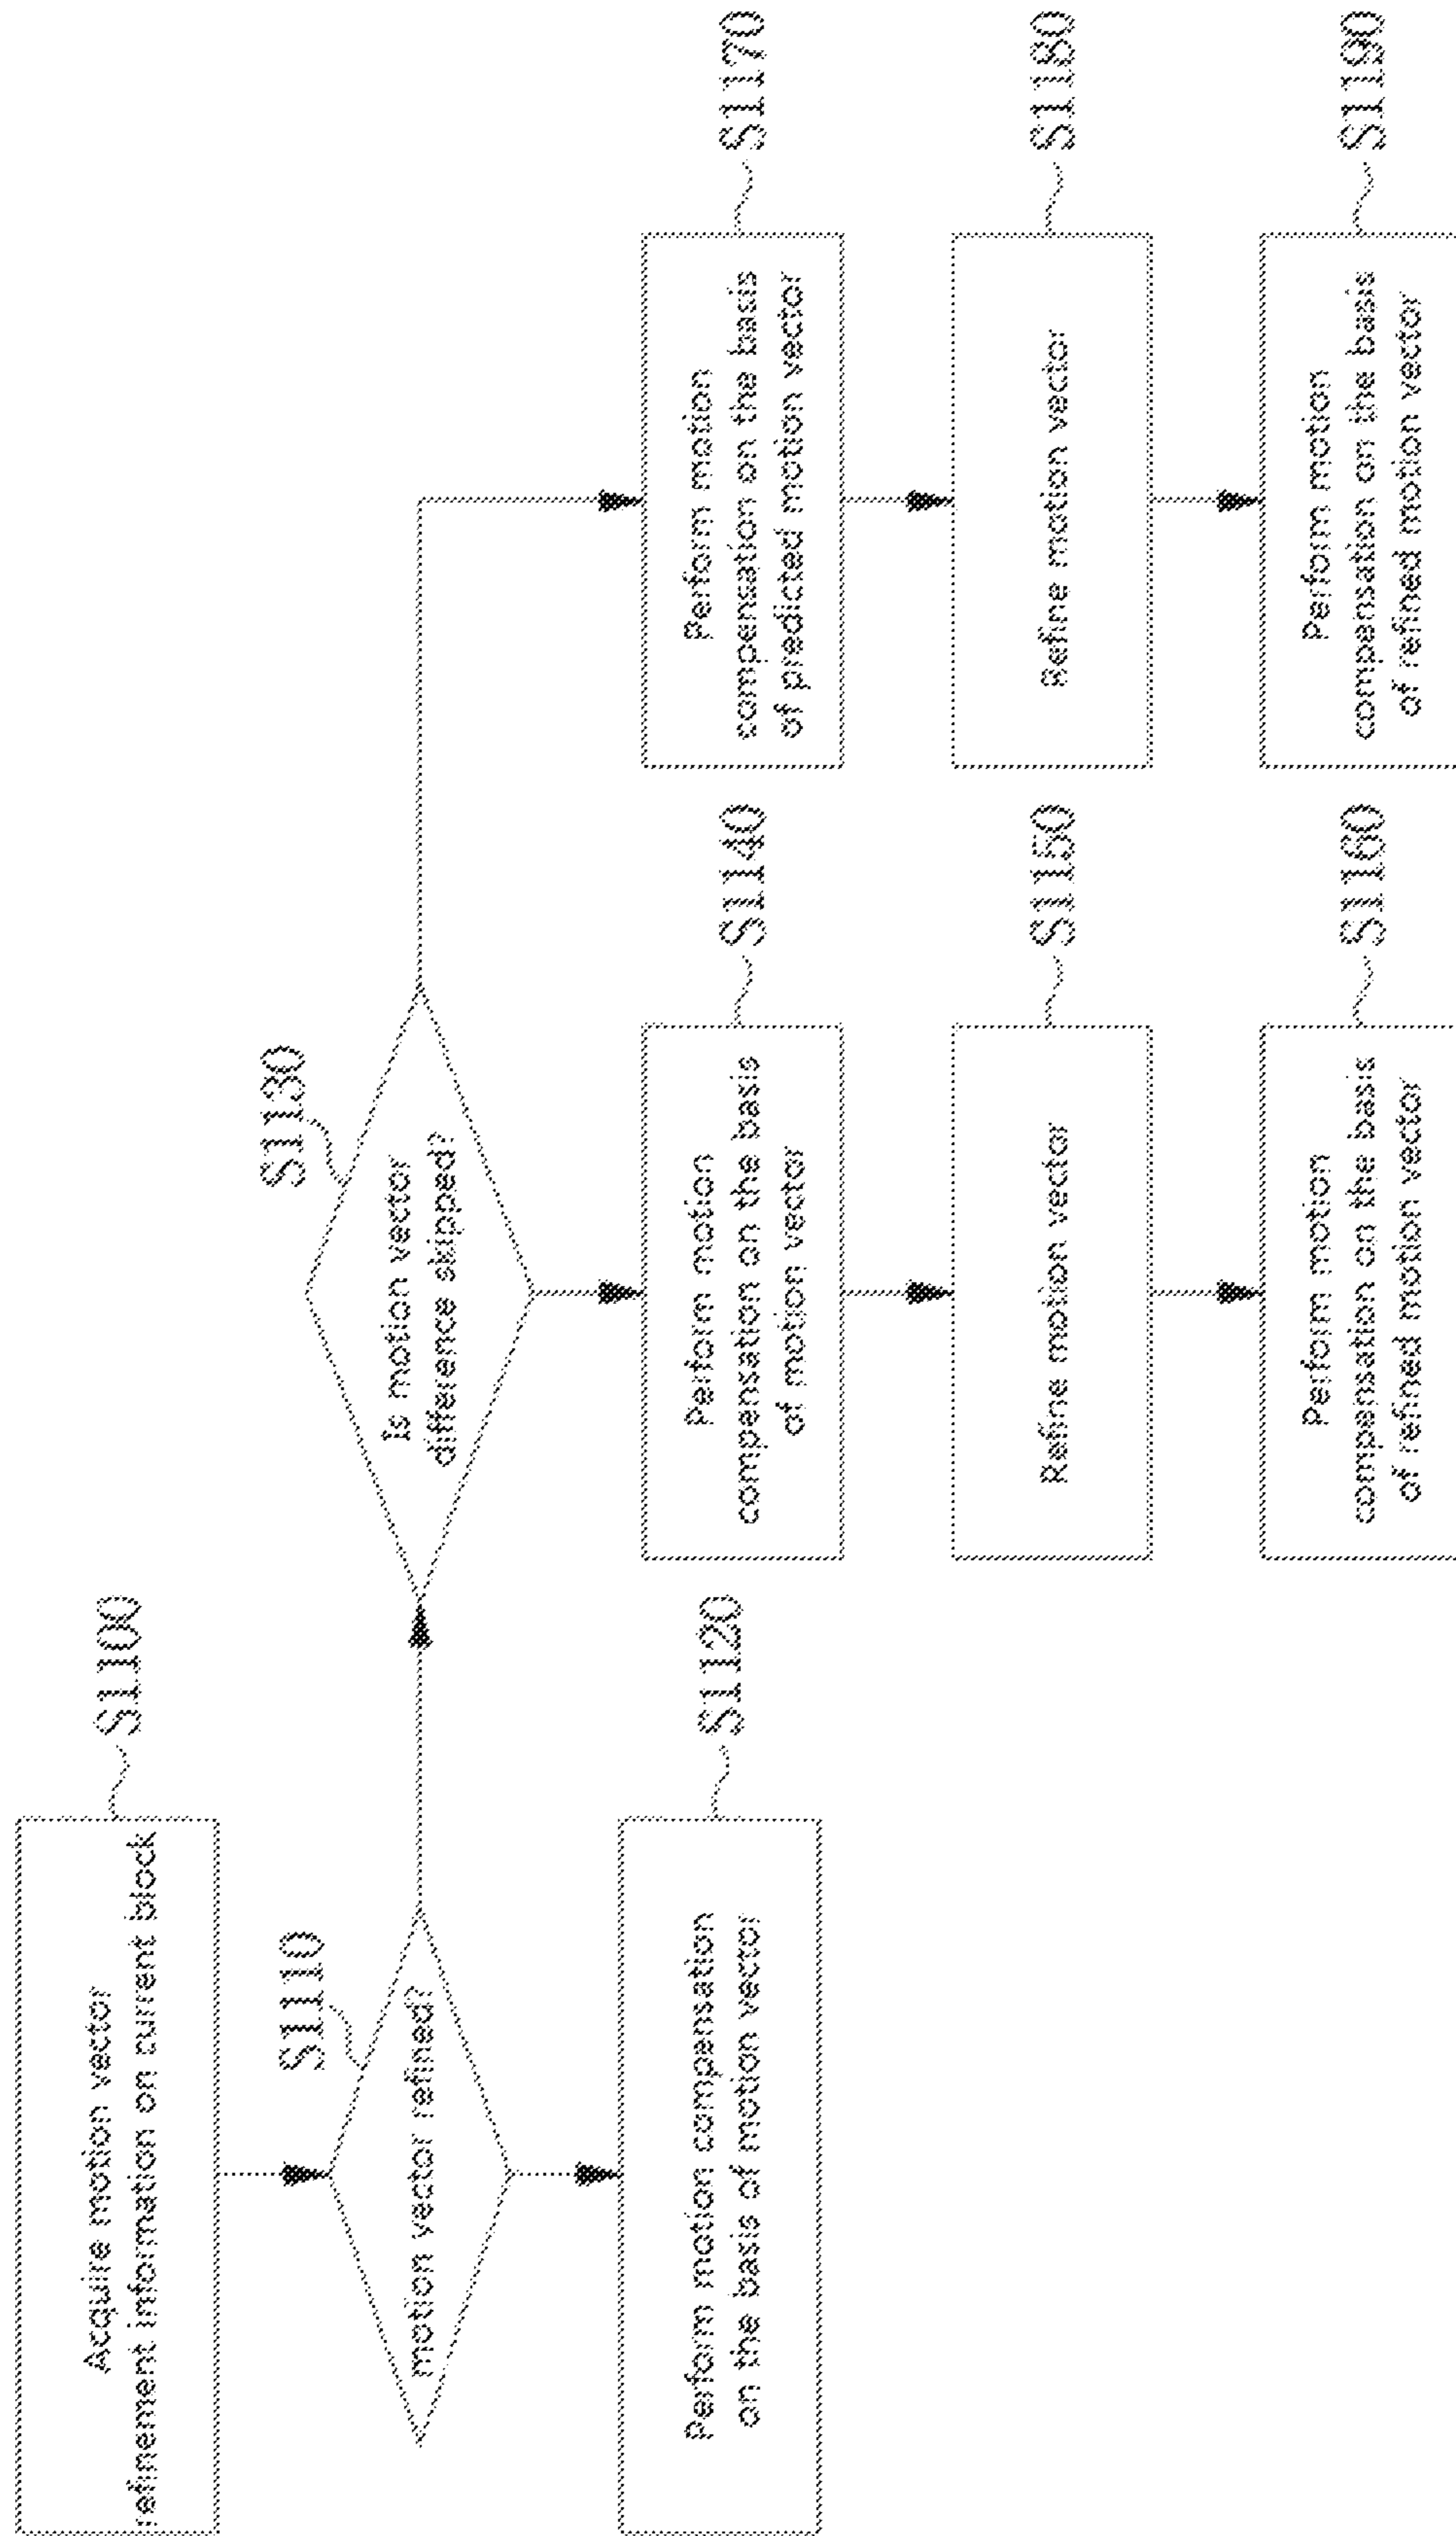 Acquire motion vector
refinement information on current block
S1100
S1110
motion vector refined?
Perform motion compensation
on the basis of motion vector
S1120
S1130
Is motion vector
difference skipped?
Perform motion
compensation on the basis
of motion vector
S1140
Refine motion vector
S1150
Perform motion
compensation on the basis
of refined motion vector
S1160
Perform motion
compensation on the basis
of predicted motion vector
S1170
Refine motion vector
S1180
Perform motion
compensation on the basis
of refined motion vector
S1190